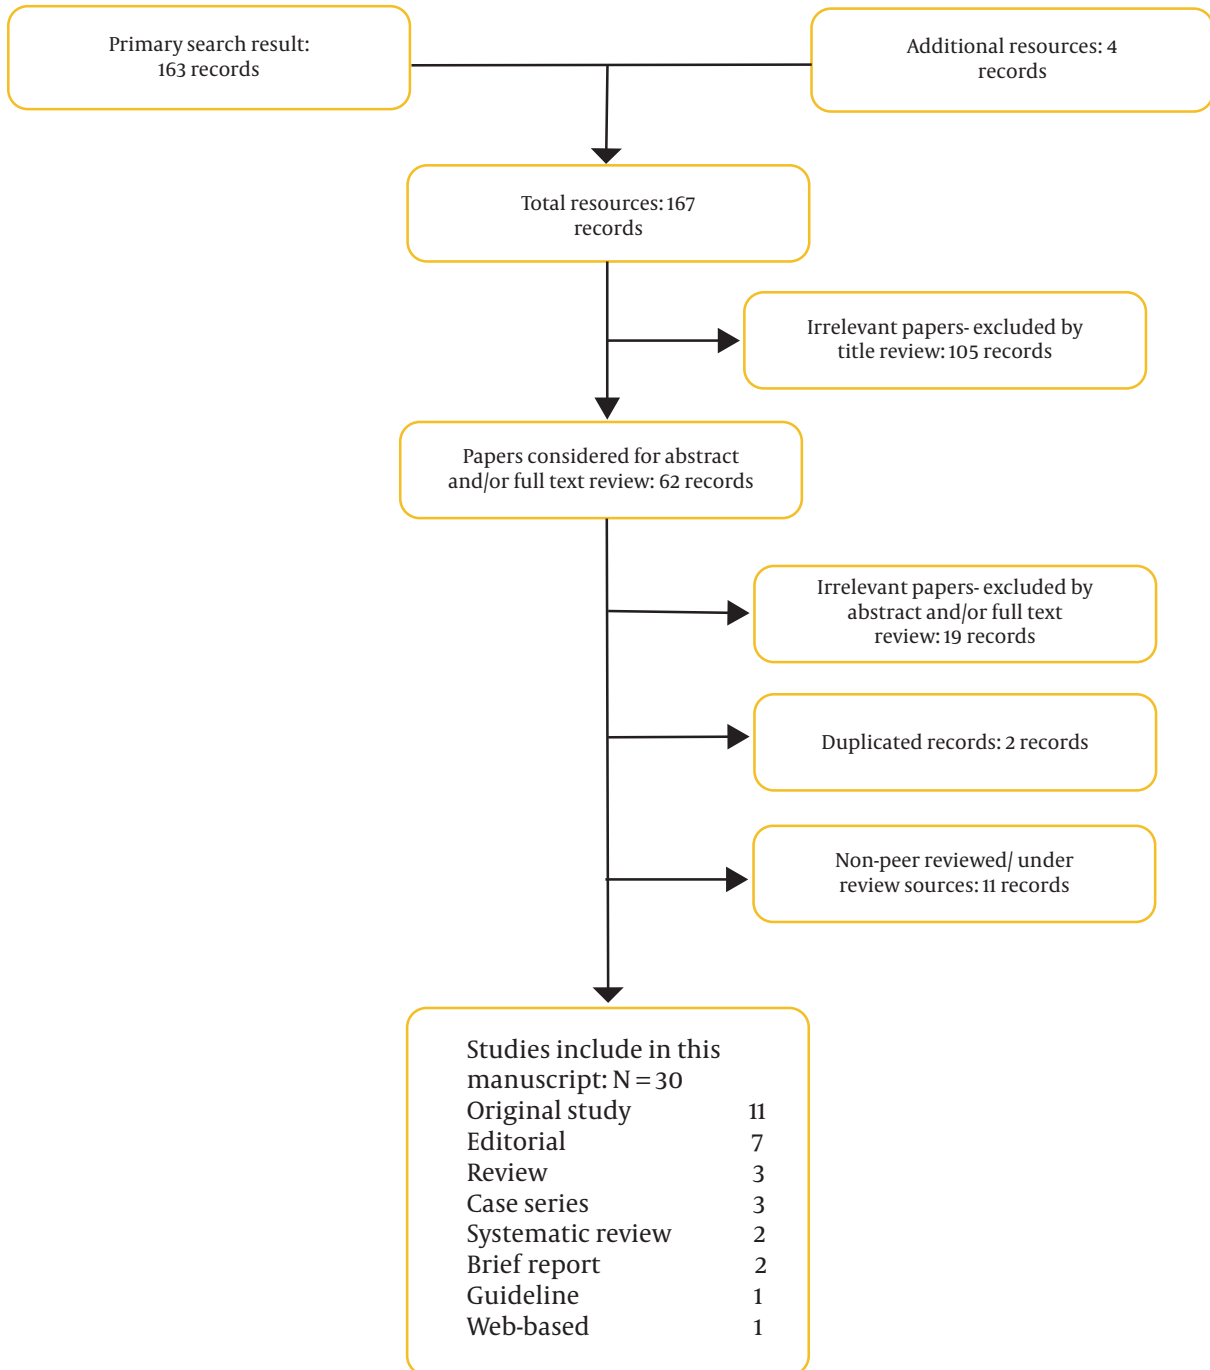 Primary search result:
163 records
Additional resources: 4
records
Total resources: 167
records
Irrelevant papers- excluded by
title review: 105 records
Papers considered for abstract
and/or full text review: 62 records
Irrelevant papers- excluded by
abstract and/or full text
review: 19 records
Duplicated records: 2 records
Non-peer reviewed/ under
review sources: 11 records
Studies include in this
manuscript: N = 30
Original study 11
Editorial 7
Review 3
Case series 3
Systematic review 2
Brief report 2
Guideline 1
Web-based 1